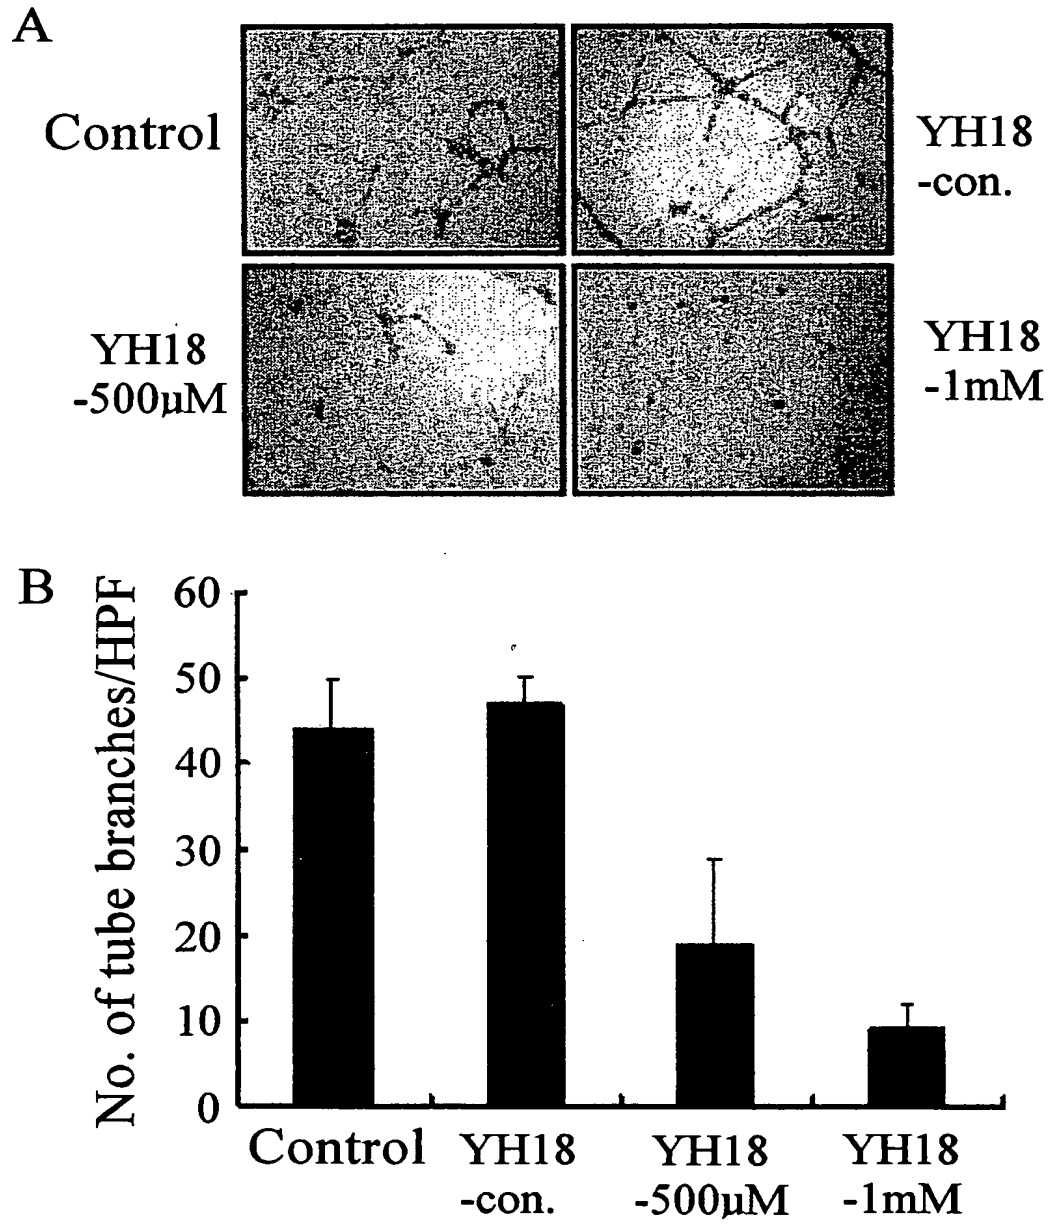 A
Control
YH18
-con.
YH18
-500µM
YH18
-1mM
B
No. of tube branches/HPF
60
50
40
30
20
10
0
Control
YH18
-con.
YH18
-500µM
YH18
-1mM